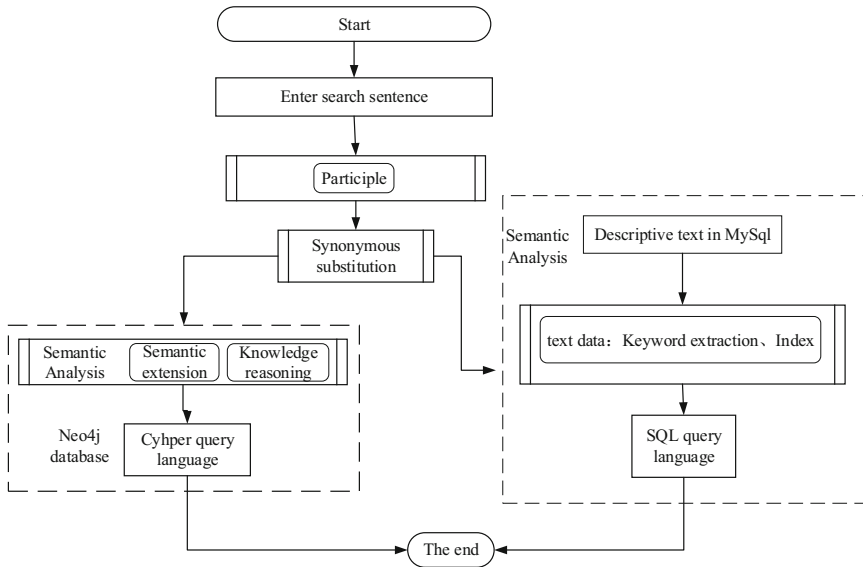 Start
Enter search sentence
Participle
Synonymous
substitution
Semantic
Analysis
Descriptive text in MySql
text data：Keyword extraction、Index
SQL query
language
Semantic
Analysis
Semantic
extension
Knowledge
reasoning
Neo4j
database
Cyhper query
language
The end